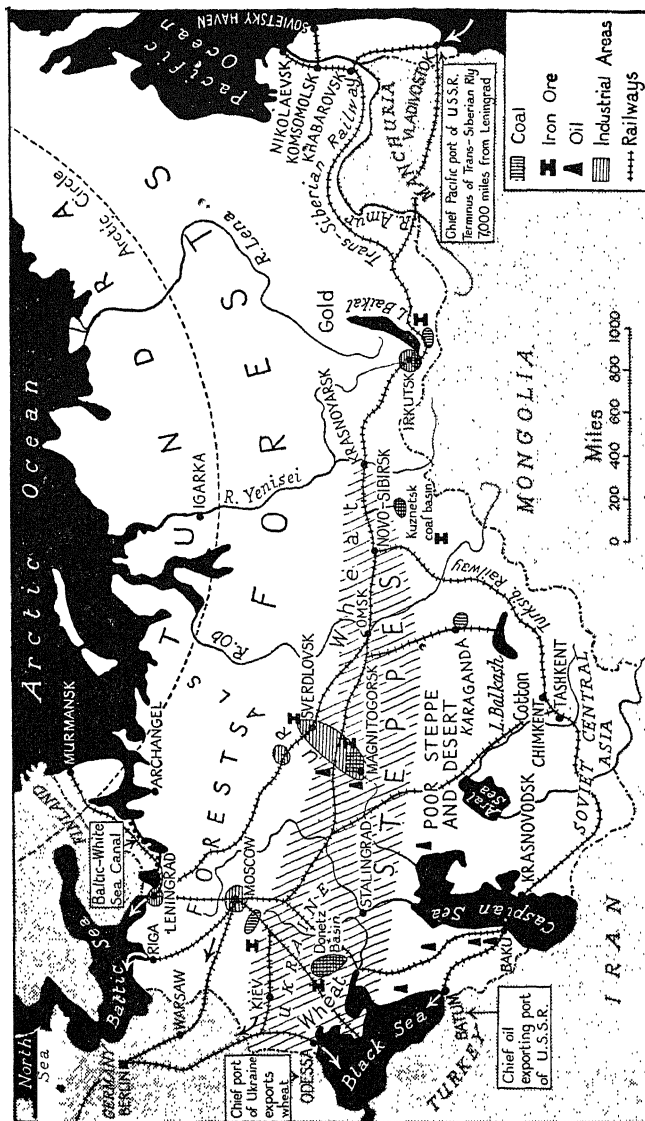 North
Sea
Arctic Ocean
Pacific
Ocean
Arctic Circle
MURMANSK
FINLAND
Baltic-White
Sea Canal
ARCHANGEL
Baltic Sea
RIGA
LENINGRAD
GERMANY
BERLIN
WARSAW
MOSCOW
FORESTS
URALS
TUNDRA
FORESTS
R. Ob
IGARKA
R. Yenisei
R. Lena
Gold
L. Baikal
SOVIETSKY HAVEN
NIKOLAEVSK
KOMSOMOLSK
KHABAROVSK
Trans-Siberian Railway
R. Amur
MANCHURIA
VLADIVOSTOK
Chief Pacific port of U.S.S.R.
Terminus of Trans-Siberian Rly
7,000 miles from Leningrad
KIEV
UKRAINE
Wheat
Donetz
Basin
Chief port
of Ukraine
exports
wheat
ODESSA
Black Sea
STALINGRAD
SVERDLOVSK
MAGNITOGORSK
Wheat
STEPPES
OMSK
NOVO-SIBIRSK
KRASNOYARSK
IRKUTSK
Kuznetsk
coal basin
Turksib. Railway
POOR STEPPE
AND DESERT
KARAGANDA
L. Balkash
Cotton
CHIMKENT
TASHKENT
Aral
Sea
SOVIET CENTRAL
ASIA
KRASNOVODSK
Caspian Sea
BAKU
BATUM
TURKEY
Chief oil
exporting port
of U.S.S.R.
IRAN
MONGOLIA
Miles
0 200 400 600 800 1000
Coal
Iron Ore
Oil
Industrial Areas
Railways